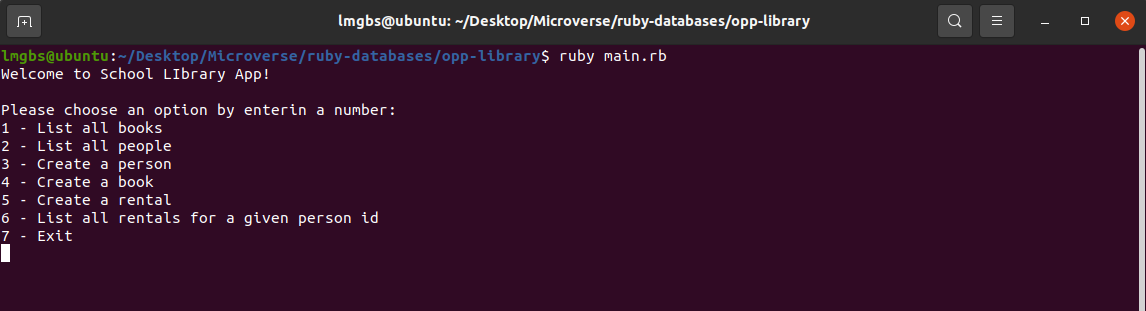 lmgbs@ubuntu: ~/Desktop/Microverse/ruby-databases/opp-library
lmgbs@ubuntu:~/Desktop/Microverse/ruby-databases/opp-library$ ruby main.rb
Welcome to School LIbrary App!
Please choose an option by enterin a number:
1 - List all books
2 - List all people
3 - Create a person
4 - Create a book
5 - Create a rental
6 - List all rentals for a given person id
7 - Exit